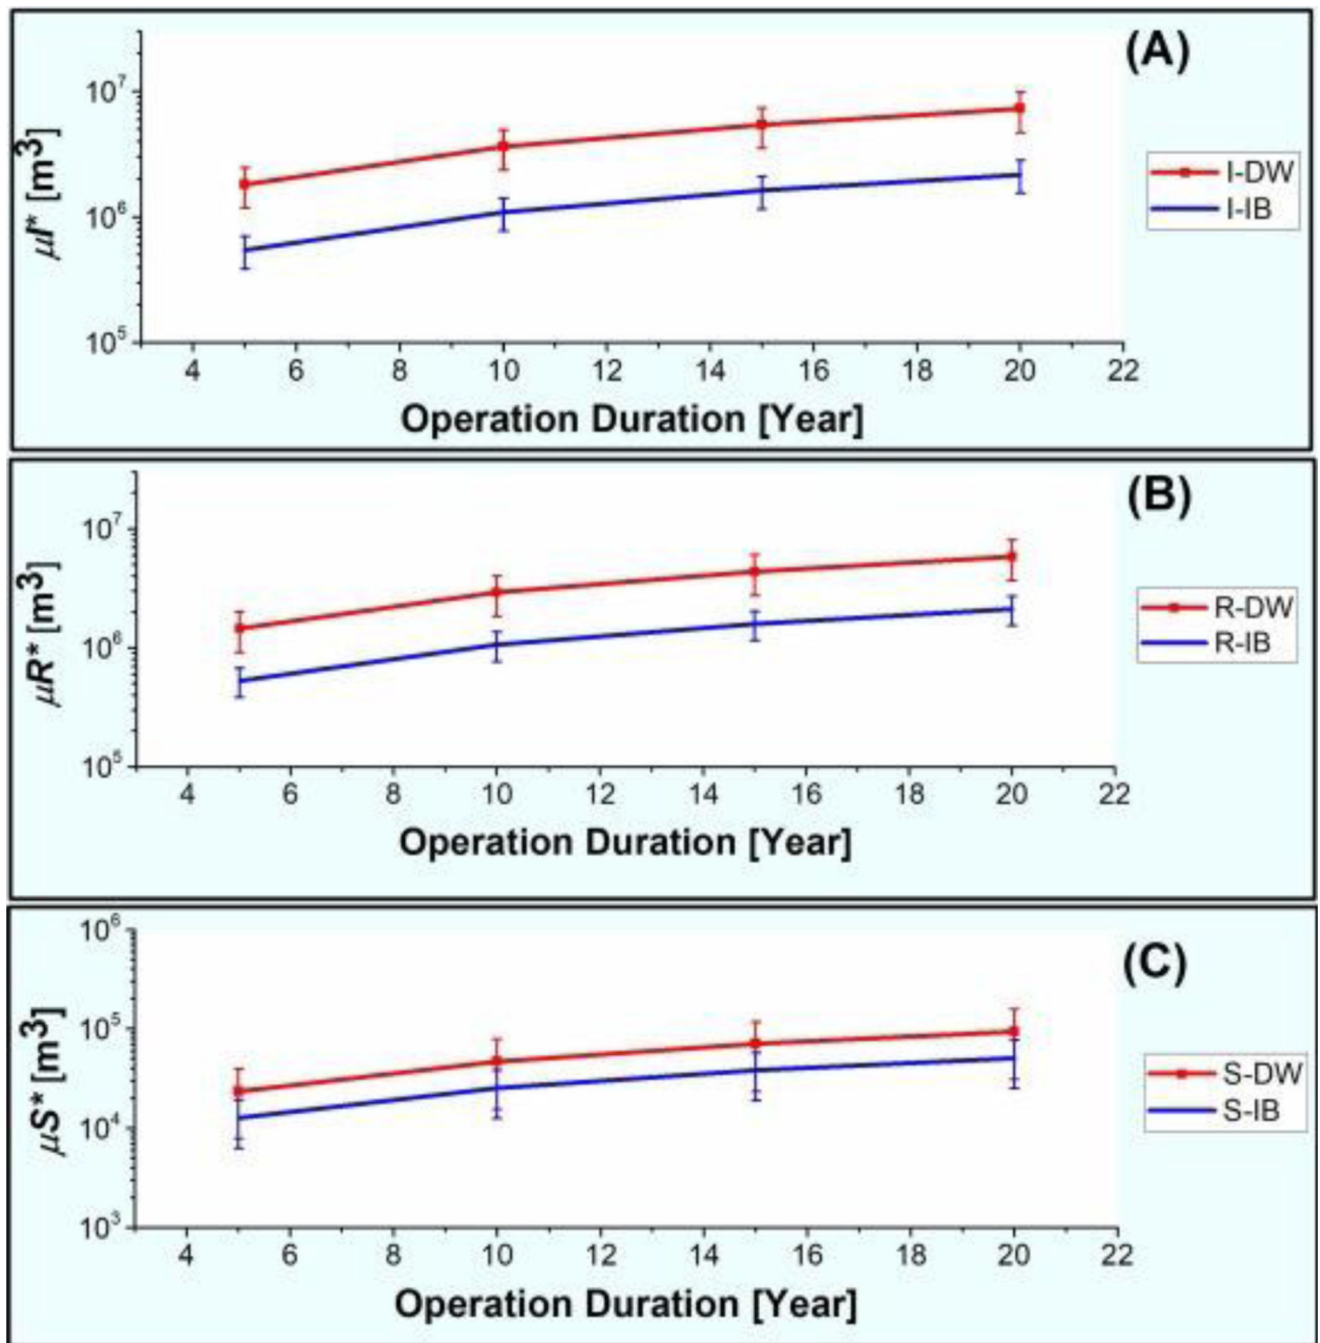 (A)
10⁷
10⁶
10⁵
μI* [m³]
4 6 8 10 12 14 16 18 20 22
Operation Duration [Year]
I-DW
I-IB
(B)
10⁷
10⁶
10⁵
μR* [m³]
4 6 8 10 12 14 16 18 20 22
Operation Duration [Year]
R-DW
R-IB
(C)
10⁶
10⁵
10⁴
10³
μS* [m³]
4 6 8 10 12 14 16 18 20 22
Operation Duration [Year]
S-DW
S-IB